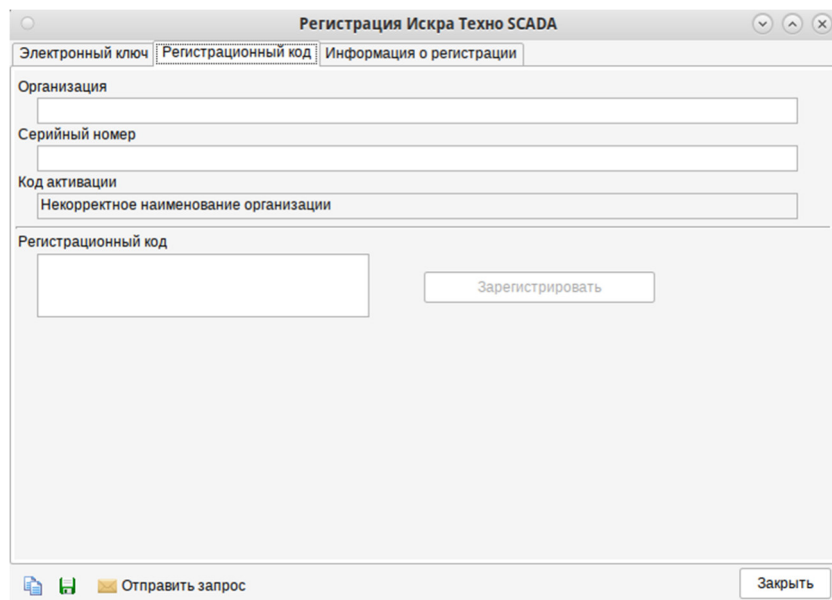 Регистрация Искра Техно SCADA
Электронный ключ Регистрационный код Информация о регистрации
Организация
Серийный номер
Код активации
Некорректное наименование организации
Регистрационный код
Зарегистрировать
Отправить запрос Закрыть